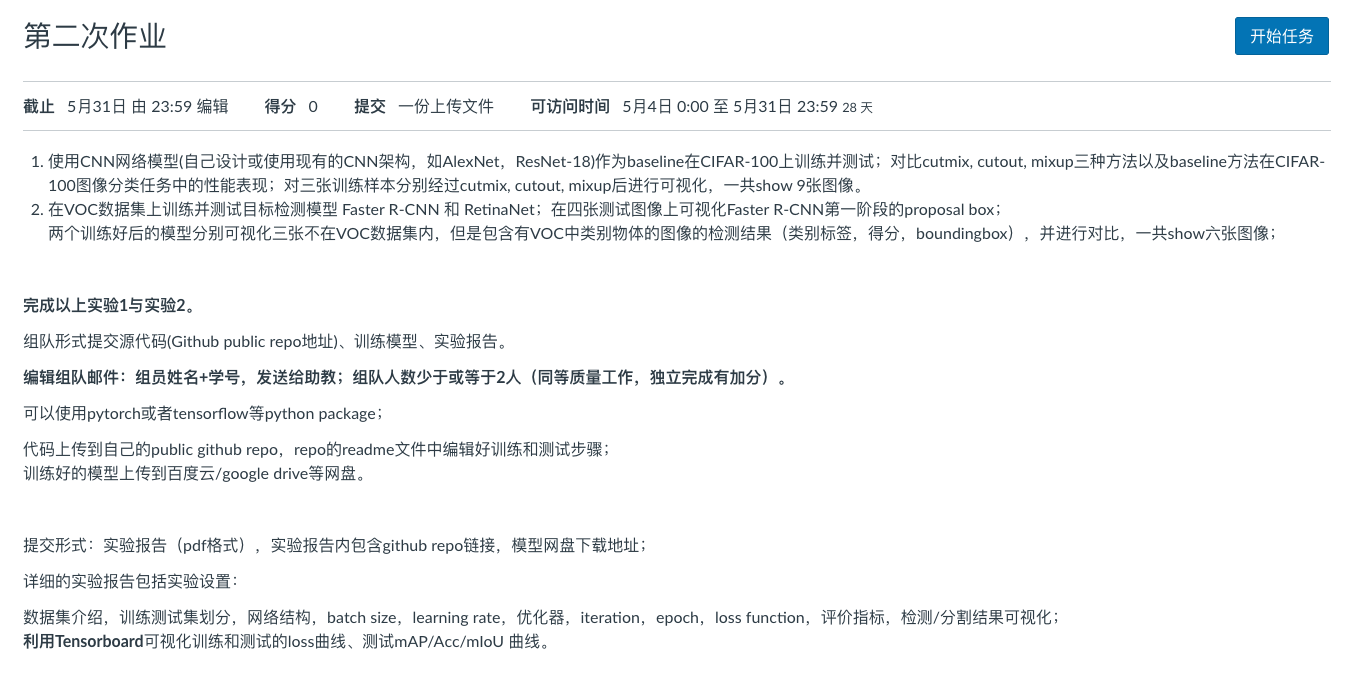 第二次作业
开始任务
截止 5月31日 由 23:59 编辑 得分 0 提交 一份上传文件 可访问时间 5月4日 0:00 至 5月31日 23:59 28 天
1. 使用CNN网络模型(自己设计或使用现有的CNN架构，如AlexNet，ResNet-18)作为baseline在CIFAR-100上训练并测试；对比cutmix, cutout, mixup三种方法以及baseline方法在CIFAR-
100图像分类任务中的性能表现；对三张训练样本分别经过cutmix, cutout, mixup后进行可视化，一共show 9张图像。
2. 在VOC数据集上训练并测试目标检测模型 Faster R-CNN 和 RetinaNet；在四张测试图像上可视化Faster R-CNN第一阶段的proposal box；
两个训练好后的模型分别可视化三张不在VOC数据集内，但是包含有VOC中类别物体的图像的检测结果（类别标签，得分，boundingbox），并进行对比，一共show六张图像；
完成以上实验1与实验2。
组队形式提交源代码(Github public repo地址)、训练模型、实验报告。
编辑组队邮件：组员姓名+学号，发送给助教；组队人数少于或等于2人（同等质量工作，独立完成有加分）。
可以使用pytorch或者tensorflow等python package；
代码上传到自己的public github repo，repo的readme文件中编辑好训练和测试步骤；
训练好的模型上传到百度云/google drive等网盘。
提交形式：实验报告（pdf格式），实验报告内包含github repo链接，模型网盘下载地址；
详细的实验报告包括实验设置：
数据集介绍，训练测试集划分，网络结构，batch size，learning rate，优化器，iteration，epoch，loss function，评价指标，检测/分割结果可视化；
利用Tensorboard可视化训练和测试的loss曲线、测试mAP/Acc/mIoU 曲线。